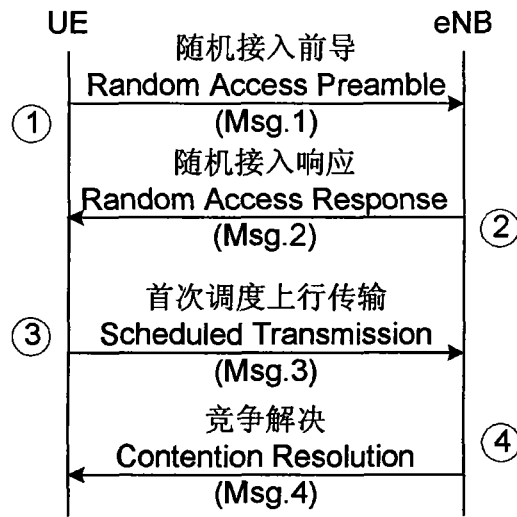 UE eNB
随机接入前导
Random Access Preamble
① (Msg.1)
随机接入响应
Random Access Response
(Msg.2) ②
首次调度上行传输
③ Scheduled Transmission
(Msg.3)
竞争解决
④
Contention Resolution
(Msg.4)